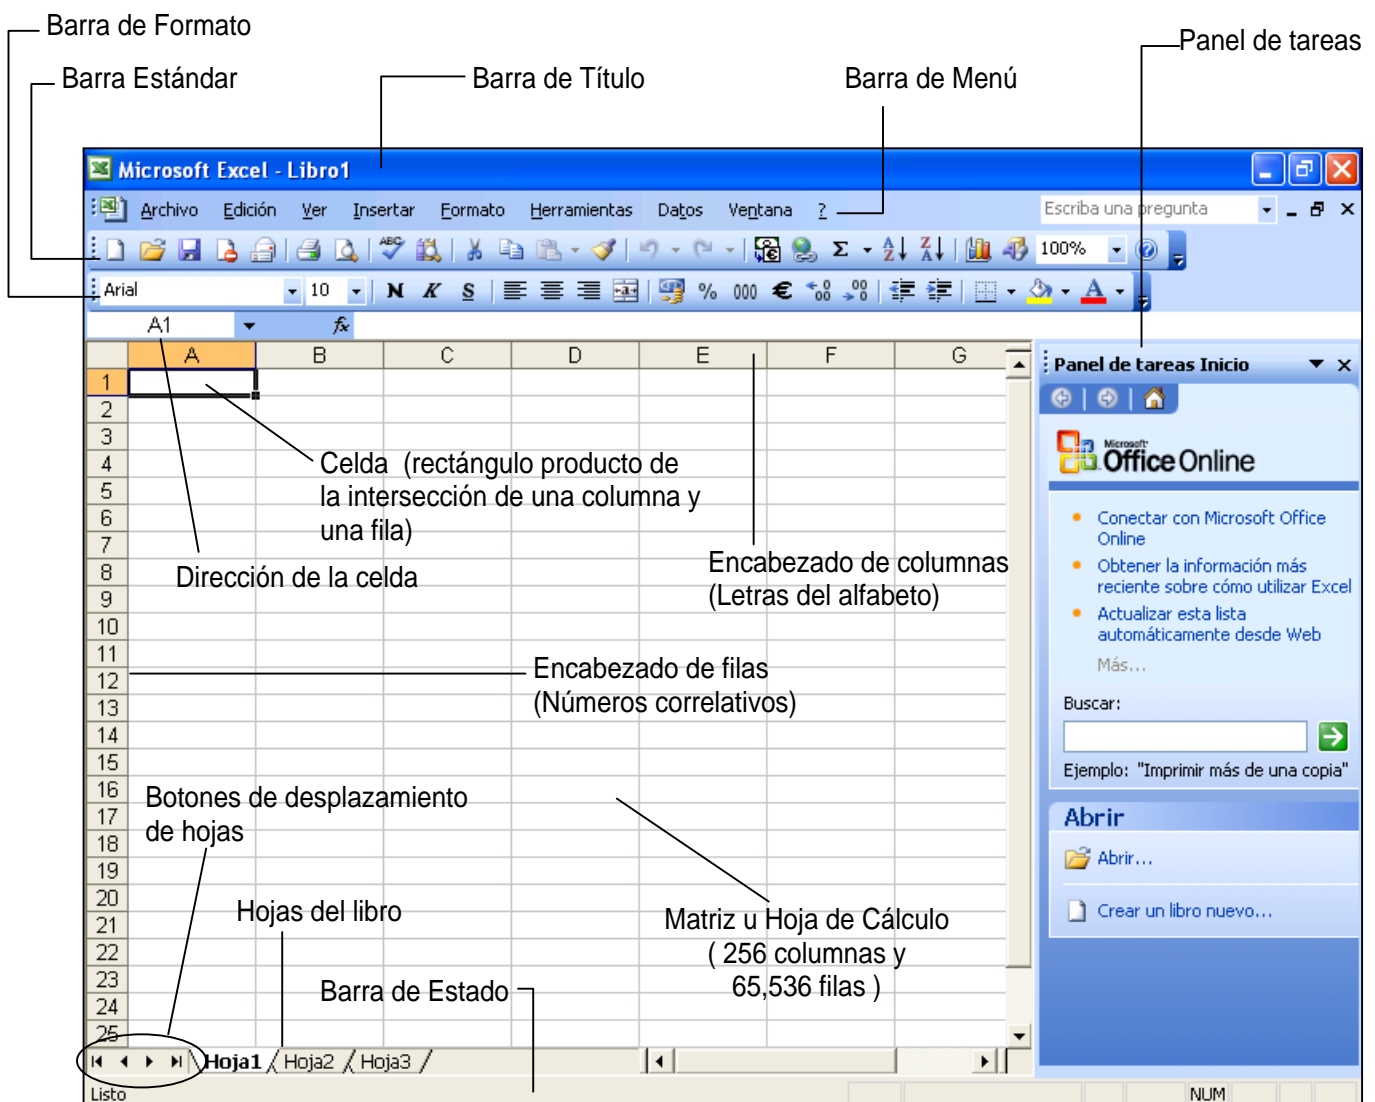 Barra de Formato
Panel de tareas
Barra Estándar
Barra de Título
Barra de Menú
Microsoft Excel - Libro1
Archivo Edición Ver Insertar Formato Herramientas Datos Ventana ?
Escriba una pregunta
100%
Arial 10 N K S % 000 €
A1 fx
A B C D E F G
Panel de tareas Inicio
1
2
3
4
5
6
7
8
9
10
11
12
13
14
15
16
17
18
19
20
21
22
23
24
25
Celda (rectángulo producto de
la intersección de una columna y
una fila)
Dirección de la celda
Encabezado de columnas
(Letras del alfabeto)
Encabezado de filas
(Números correlativos)
Botones de desplazamiento
de hojas
Hojas del libro
Matriz u Hoja de Cálculo
( 256 columnas y
65,536 filas )
Barra de Estado
Microsoft
Office Online
Conectar con Microsoft Office
Online
Obtener la información más
reciente sobre cómo utilizar Excel
Actualizar esta lista
automáticamente desde Web
Más...
Buscar:
Ejemplo: "Imprimir más de una copia"
Abrir
Abrir...
Crear un libro nuevo...
Hoja1 Hoja2 Hoja3
Listo
NUM